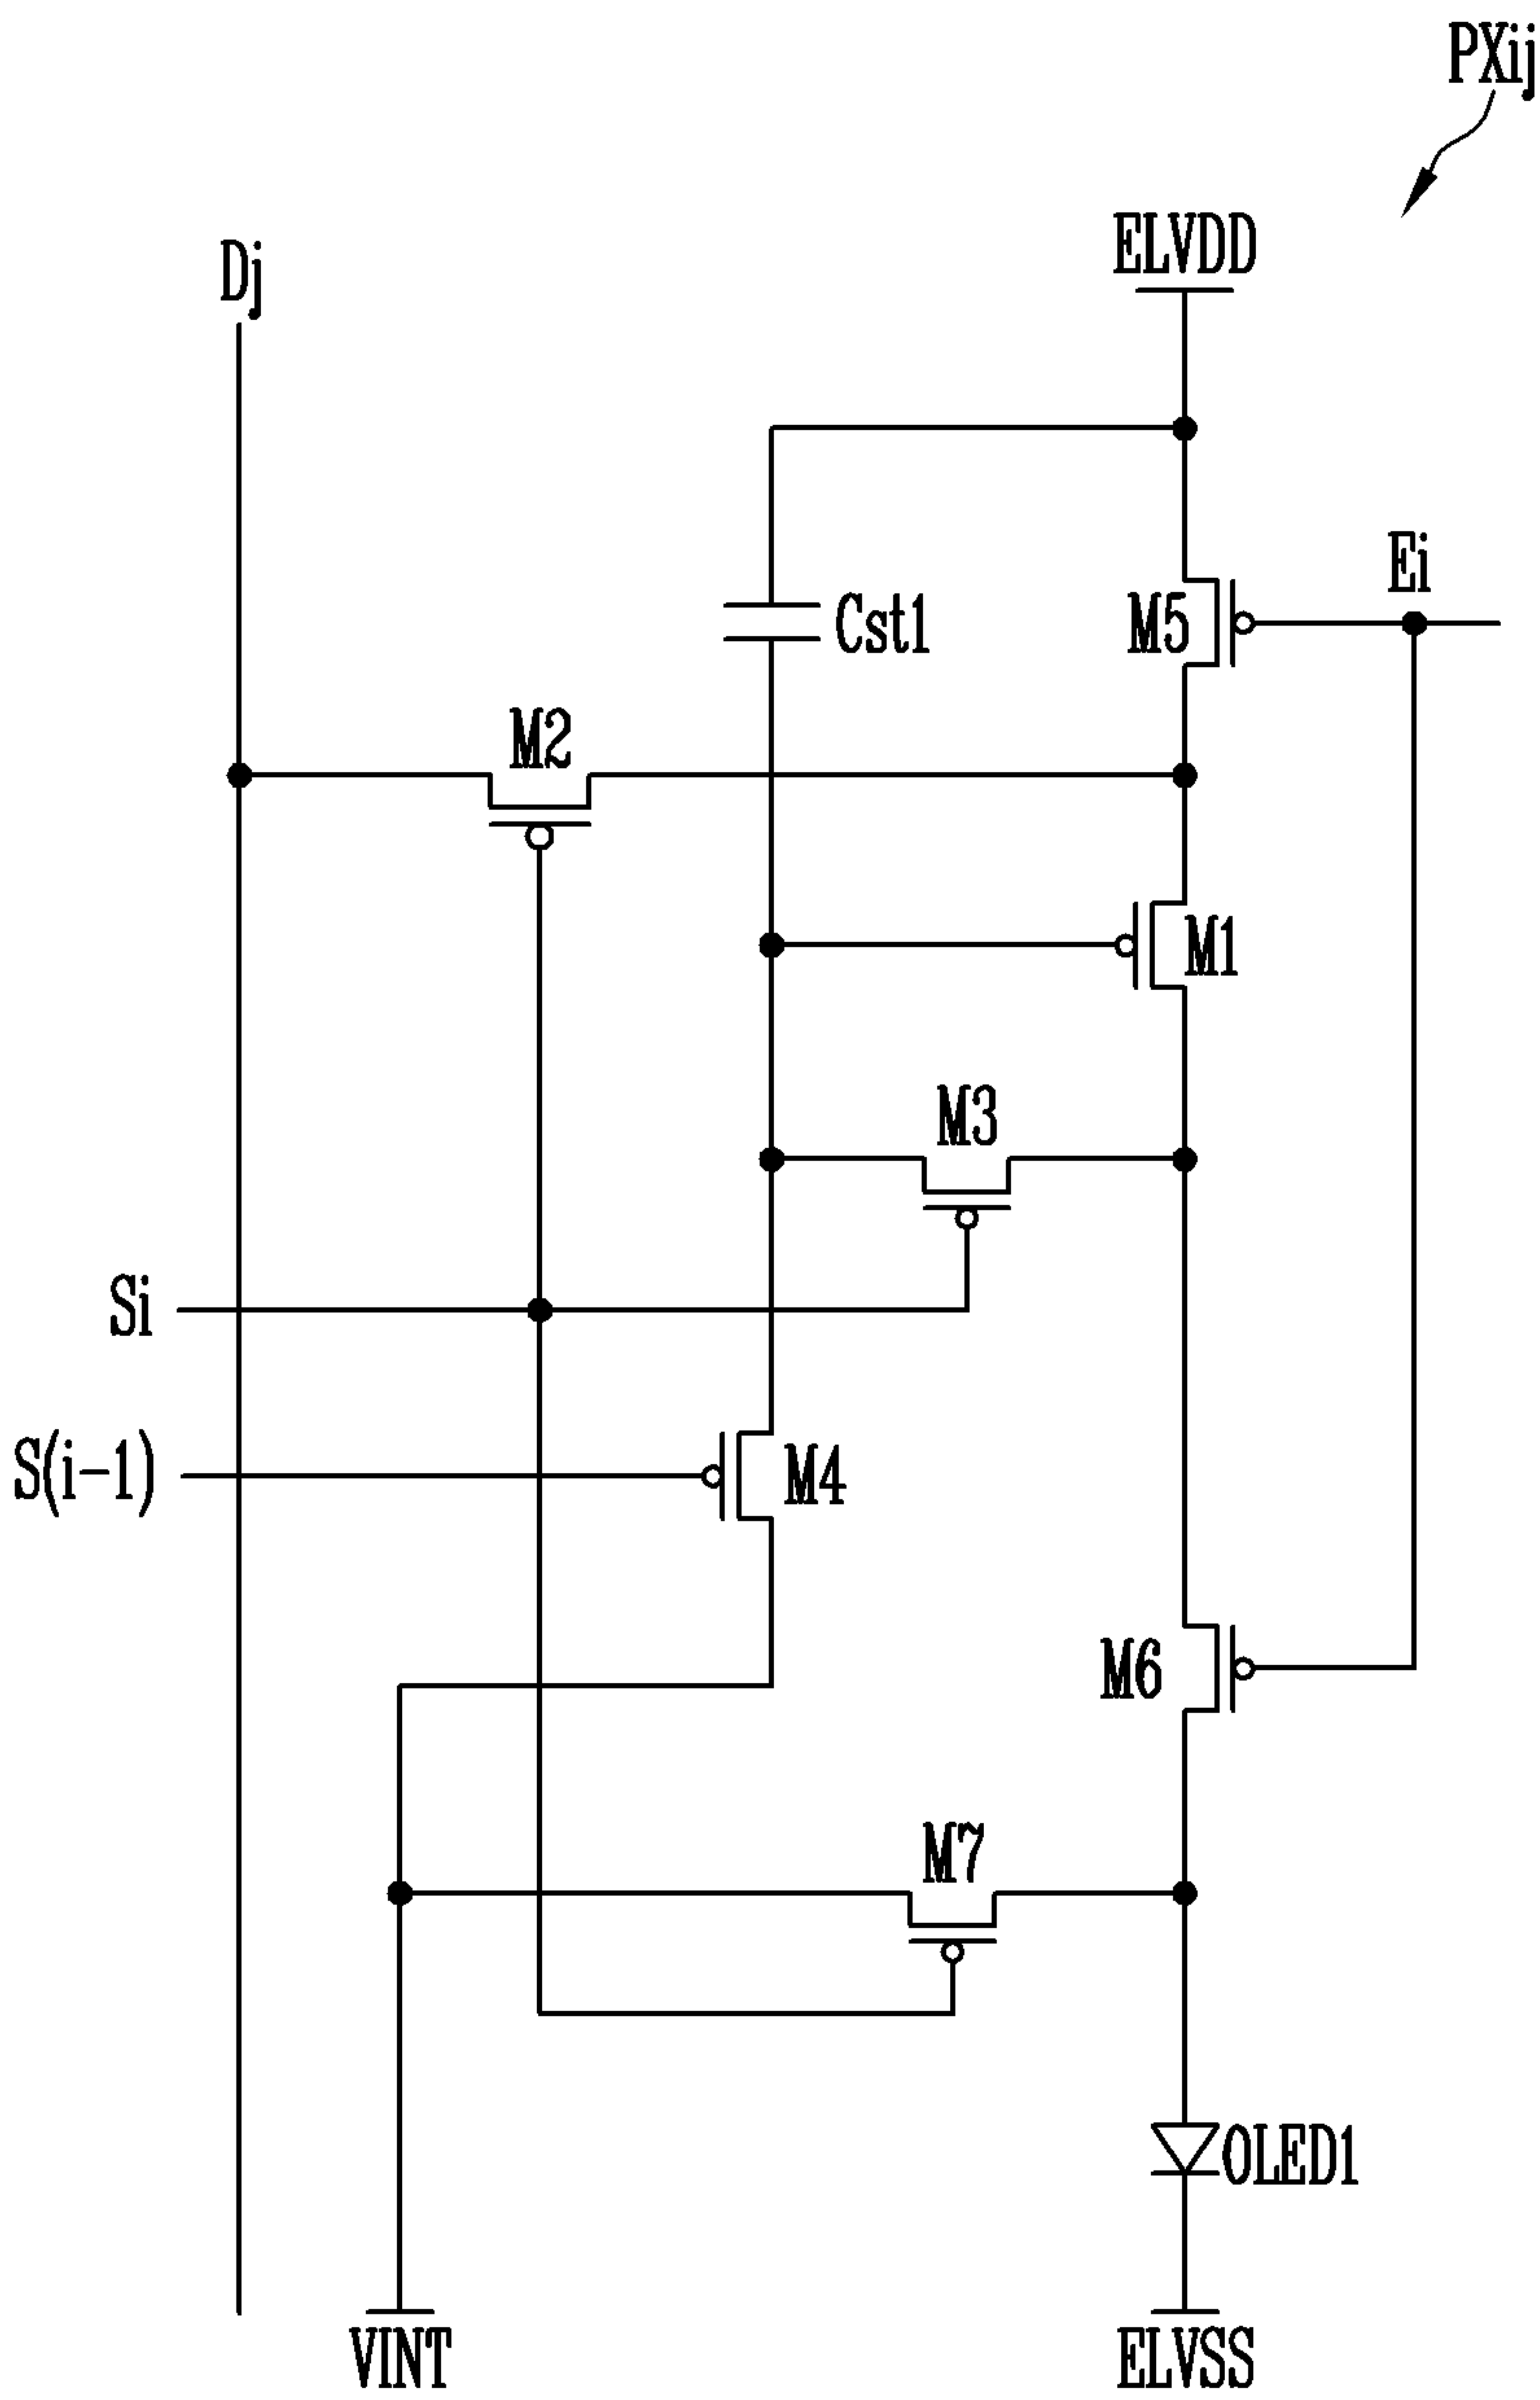 PXij
ELVDD
Dj
Ei
Cst1
M5
M2
M1
M3
Si
S(i-1)
M4
M6
M7
OLED1
VINT
ELVSS